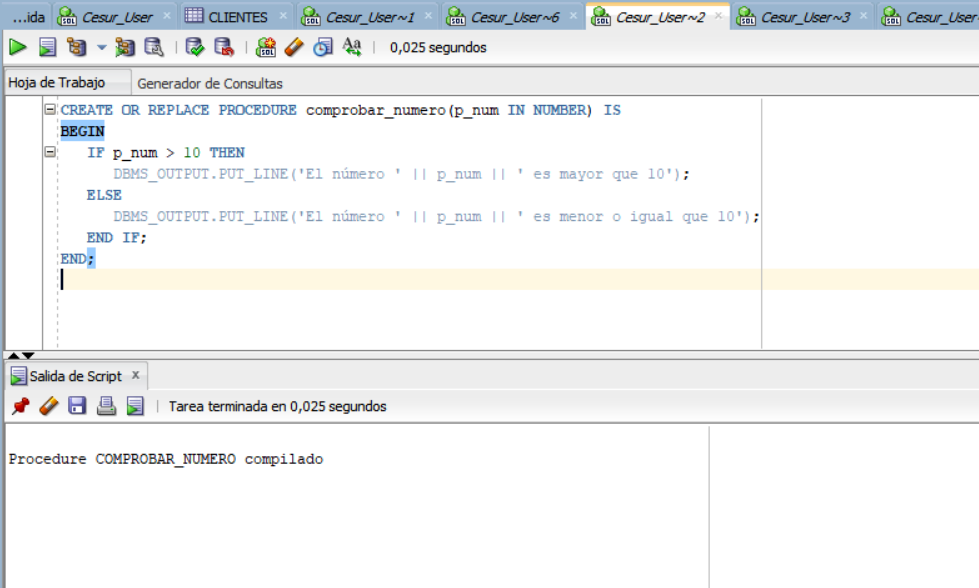 ...ida Cesur_User CLIENTES Cesur_User~1 Cesur_User~6 Cesur_User~2 Cesur_User~3 Cesur_User
0,025 segundos
Hoja de Trabajo Generador de Consultas
CREATE OR REPLACE PROCEDURE comprobar_numero(p_num IN NUMBER) IS
BEGIN
IF p_num > 10 THEN
DBMS_OUTPUT.PUT_LINE('El número ' || p_num || ' es mayor que 10');
ELSE
DBMS_OUTPUT.PUT_LINE('El número ' || p_num || ' es menor o igual que 10');
END IF;
END;
Salida de Script x
Tarea terminada en 0,025 segundos
Procedure COMPROBAR_NUMERO compilado